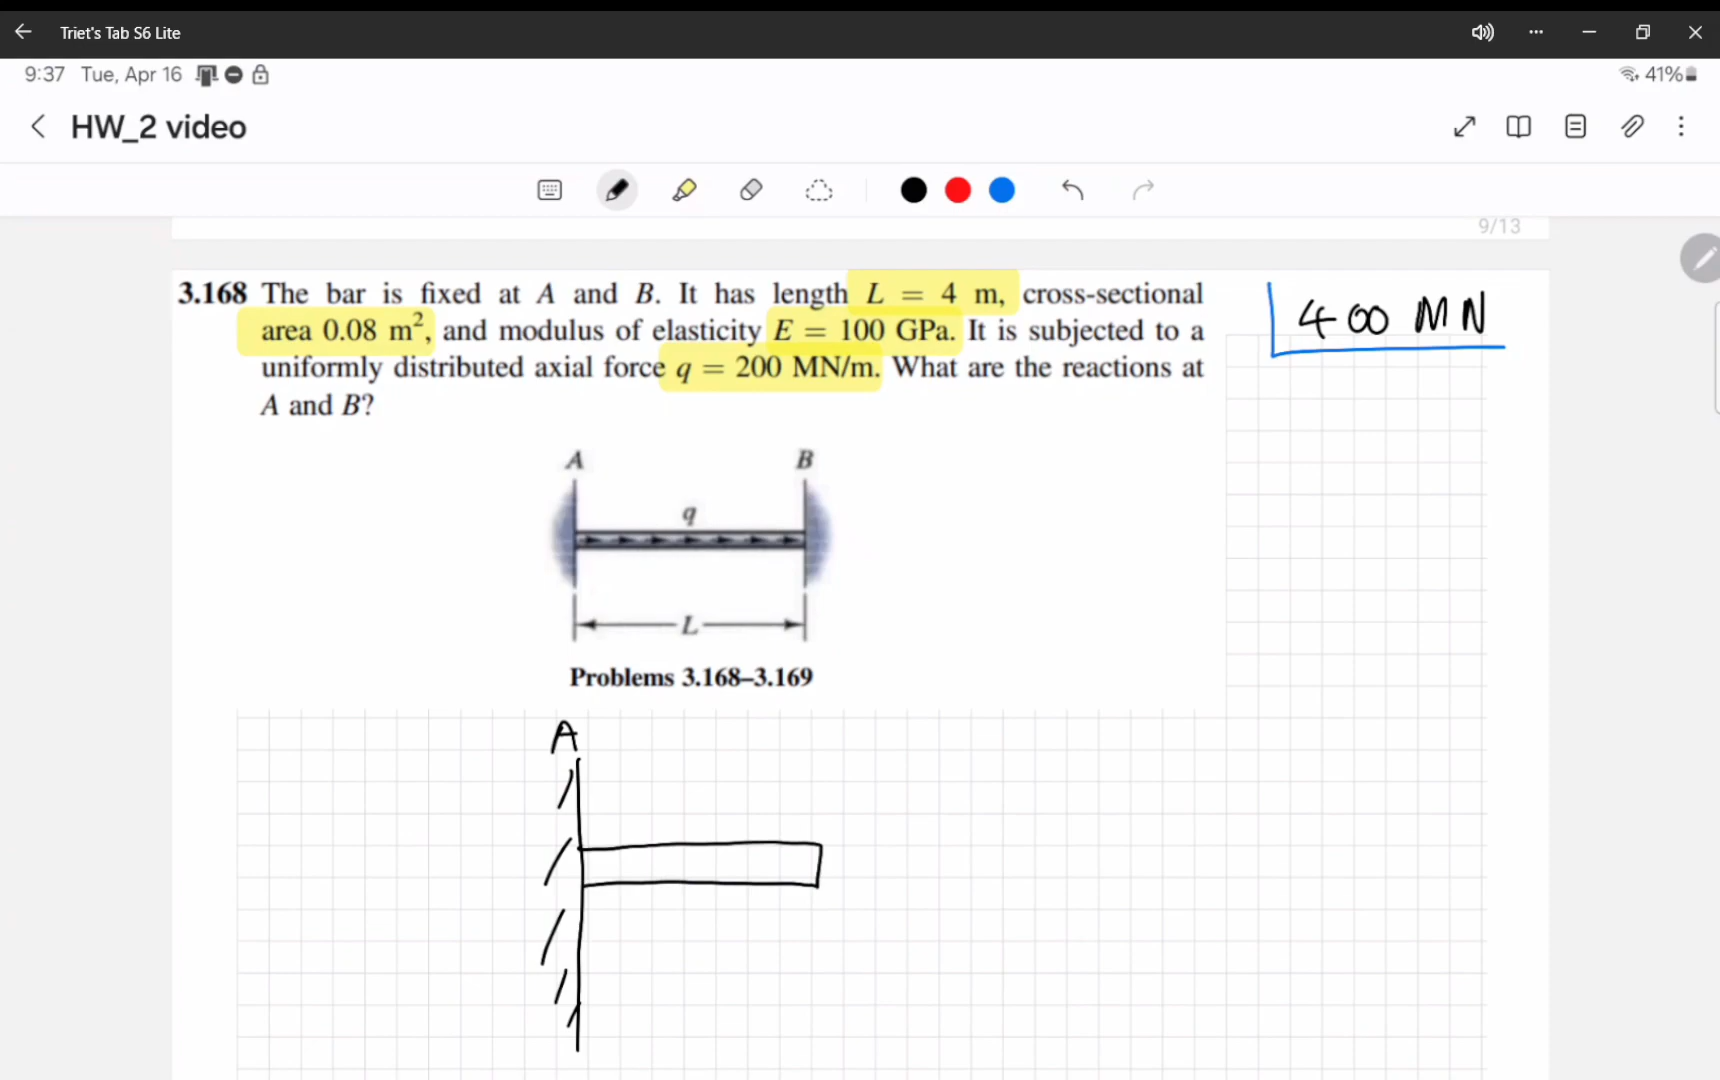 Triet's Tab S6 Lite
9:37 Tue, Apr 16
41%
HW_2 video
9/13
3.168 The bar is fixed at A and B. It has length L = 4 m, cross-sectional
area 0.08 m², and modulus of elasticity E = 100 GPa. It is subjected to a
uniformly distributed axial force q = 200 MN/m. What are the reactions at
A and B?
400 MN
A B
q
L
Problems 3.168–3.169
A